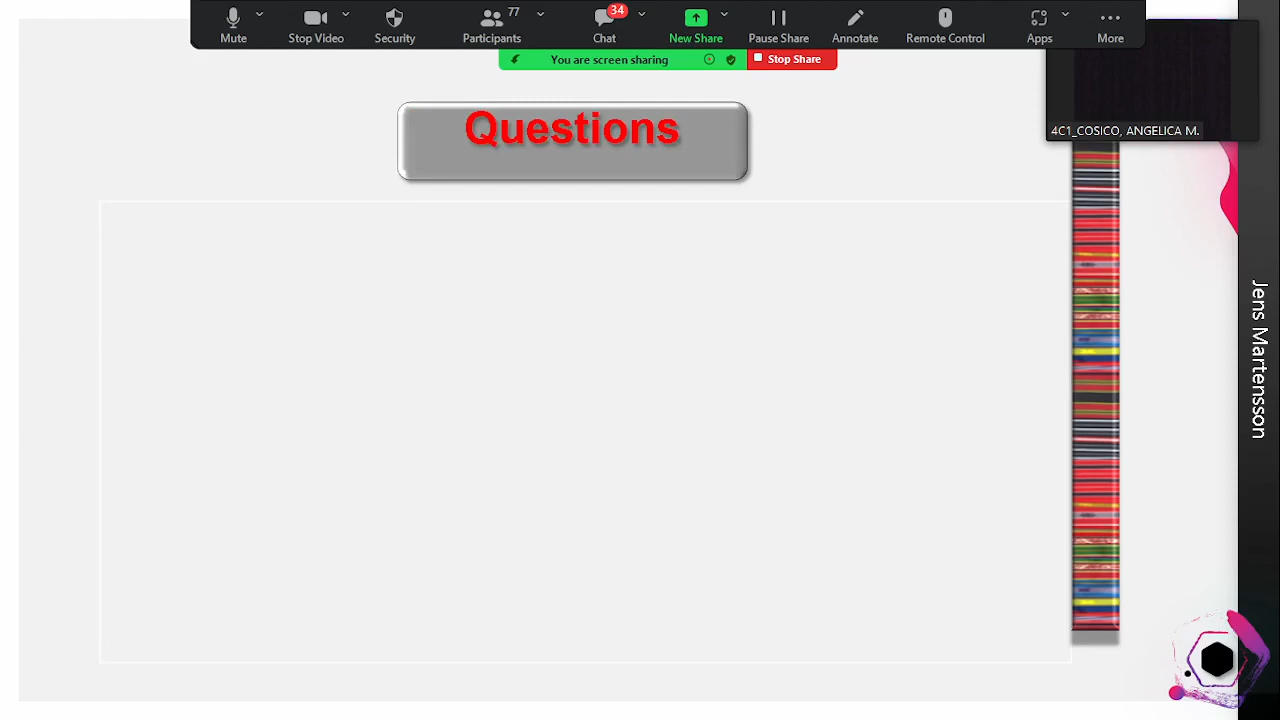 77
34
Mute
Stop Video
Security
Participants
Chat
New Share
Pause Share
Annotate
Remote Control
Apps
More
You are screen sharing
Stop Share
4C1_COSICO, ANGELICA M.
Questions
Jens Martensson